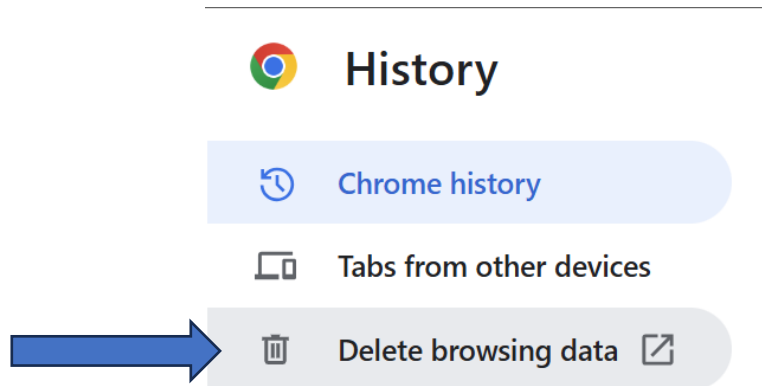 History
Chrome history
Tabs from other devices
Delete browsing data